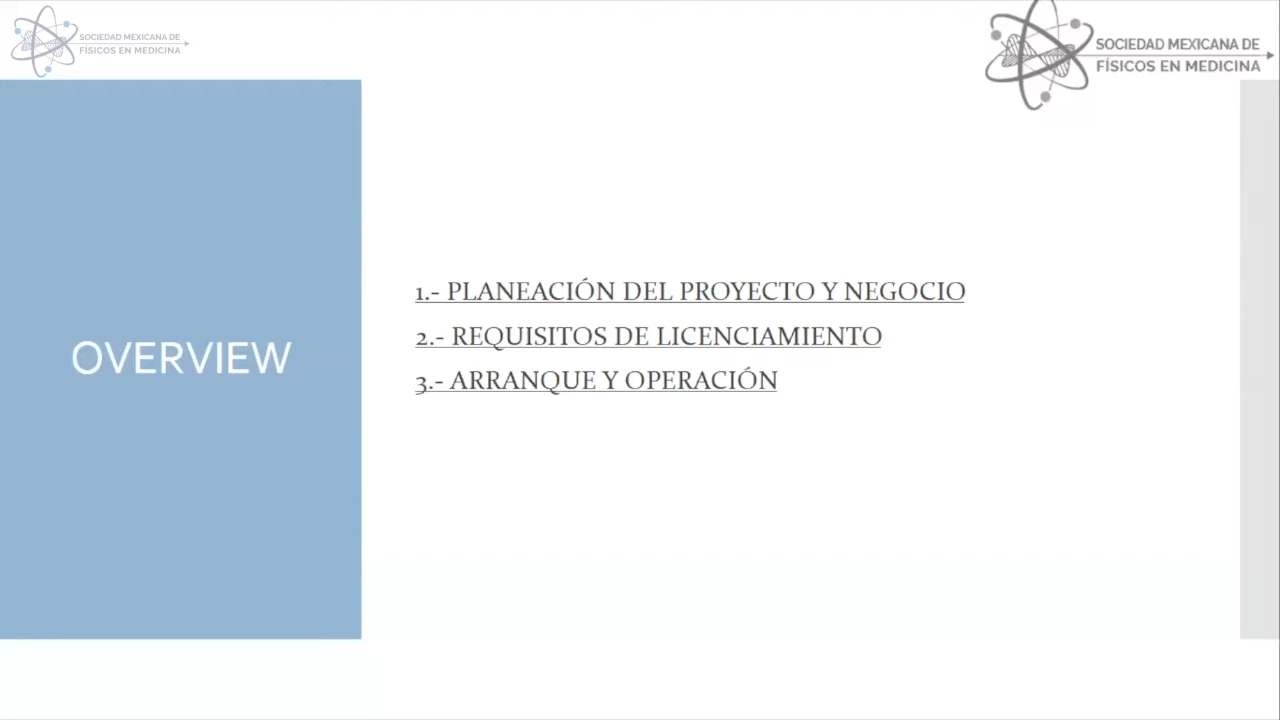 SOCIEDAD MEXICANA DE
FÍSICOS EN MEDICINA
SOCIEDAD MEXICANA DE
FÍSICOS EN MEDICINA
OVERVIEW
1.- PLANEACIÓN DEL PROYECTO Y NEGOCIO
2.- REQUISITOS DE LICENCIAMIENTO
3.- ARRANQUE Y OPERACIÓN